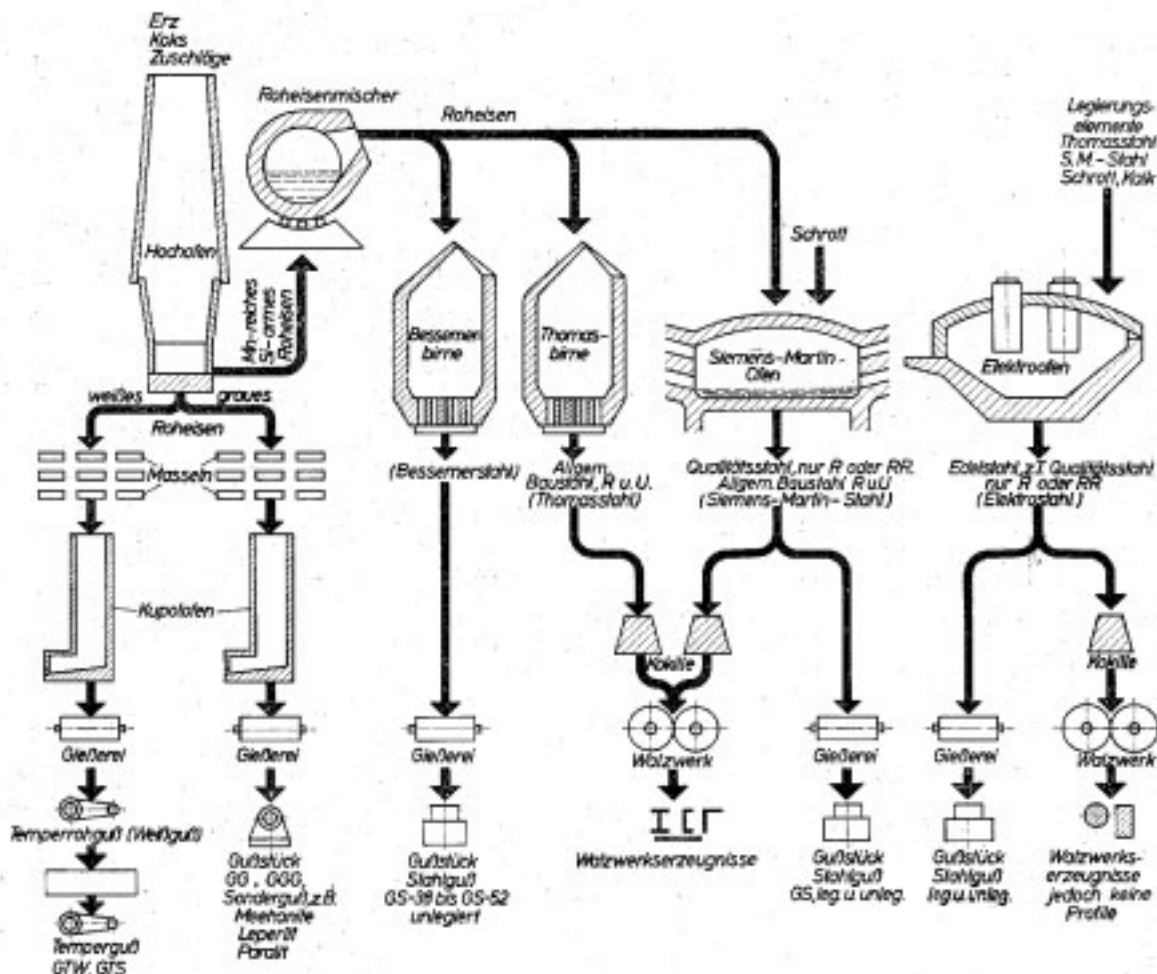 Erz
Koks
Zuschläge
Roheisenmischer
Roheisen
Legierungs-
elemente
Thomasstahl
S.M.-Stahl
Schrott, Kalk
Hochofen
Mn-reiches
Si-armes
Roheisen
Schrott
Bessemer-
birne
Thomas-
birne
Siemens-Martin-
Ofen
Elektroofen
weißes
graues
Roheisen
Masseln
(Bessemerstahl)
Allgem.
Baustahl, R u. U.
(Thomasstahl)
Qualitätsstahl, nur R oder RR.
Allgem. Baustahl R u U
(Siemens-Martin-Stahl)
Edelstahl, z.T. Qualitätsstahl
nur R oder RR
(Elektrostahl)
Kupolofen
Kokille
Kokille
Gießerei
Gießerei
Gießerei
Walzwerk
Gießerei
Gießerei
Walzwerk
Temperrohguß (Weißguß)
Temperguß
GTW, GTS
Gußstück
GG, GGG,
Sonderguß, z.B.
Meehanite
Gußstück
Stahlguß
GS-38 bis GS-52
unlegiert
Walzwerkserzeugnisse
Gußstück
Stahlguß
GS, leg. u. unleg.
Gußstück
Stahlguß
leg. u. unleg.
Walzwerks-
erzeugnisse
jedoch keine
Profile